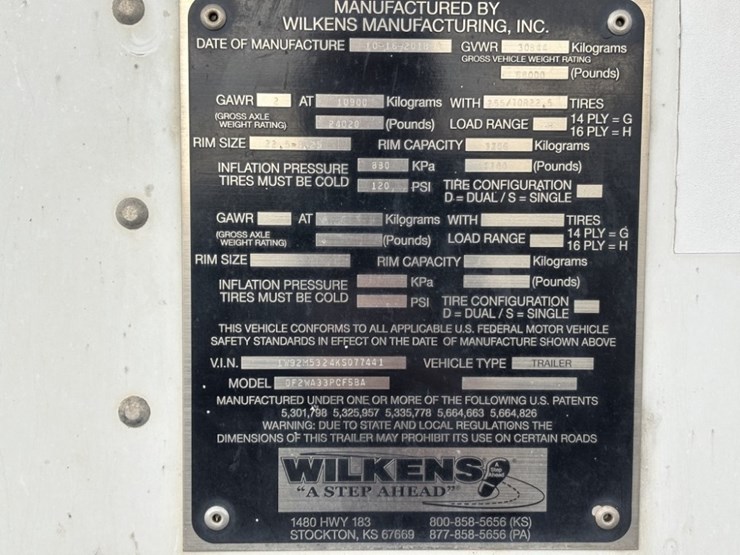 MANUFACTURED BY
WILKENS MANUFACTURING, INC.
DATE OF MANUFACTURE GVWR Kilograms
GROSS VEHICLE WEIGHT RATING
(Pounds)
GAWR 2 AT 10900 Kilograms WITH TIRES
(GROSS AXLE WEIGHT RATING) 24020 (Pounds) LOAD RANGE 14 PLY = G 16 PLY = H
RIM SIZE RIM CAPACITY Kilograms
INFLATION PRESSURE 830 KPa (Pounds)
TIRES MUST BE COLD 120 PSI TIRE CONFIGURATION
D = DUAL / S = SINGLE
GAWR AT Kilograms WITH TIRES
(GROSS AXLE WEIGHT RATING) (Pounds) LOAD RANGE 14 PLY = G 16 PLY = H
RIM SIZE RIM CAPACITY Kilograms
INFLATION PRESSURE KPa (Pounds)
TIRES MUST BE COLD PSI TIRE CONFIGURATION
D = DUAL / S = SINGLE
THIS VEHICLE CONFORMS TO ALL APPLICABLE U.S. FEDERAL MOTOR VEHICLE
SAFETY STANDARDS IN EFFECT ON THE DATE OF MANUFACTURE SHOWN ABOVE
V.I.N. VEHICLE TYPE TRAILER
MODEL
MANUFACTURED UNDER ONE OR MORE OF THE FOLLOWING U.S. PATENTS
5,301,798 5,325,957 5,335,778 5,664,663 5,664,826
WARNING: DUE TO STATE AND LOCAL REGULATIONS THE
DIMENSIONS OF THIS TRAILER MAY PROHIBIT ITS USE ON CERTAIN ROADS
WILKENS
A Step Ahead
"A STEP AHEAD"
1480 HWY 183 800-858-5656 (KS)
STOCKTON, KS 67669 877-858-5656 (PA)